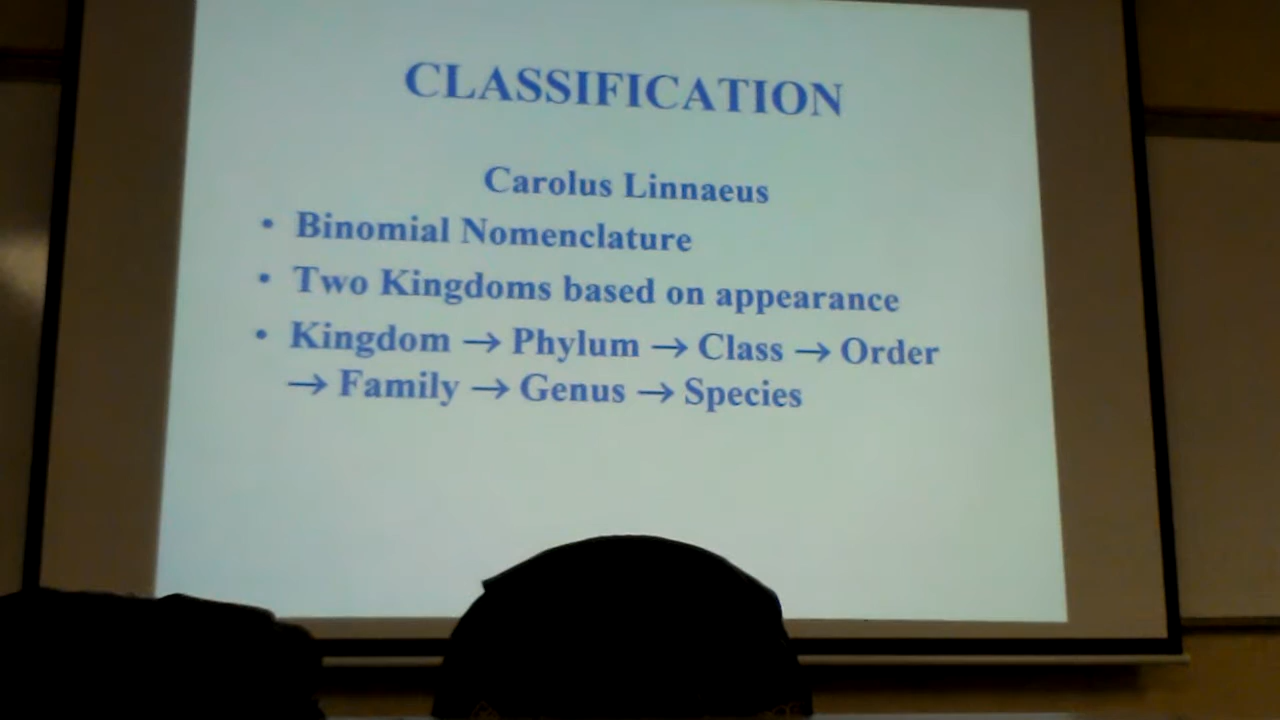 CLASSIFICATION
Carolus Linnaeus
• Binomial Nomenclature
• Two Kingdoms based on appearance
• Kingdom → Phylum → Class → Order
→ Family → Genus → Species